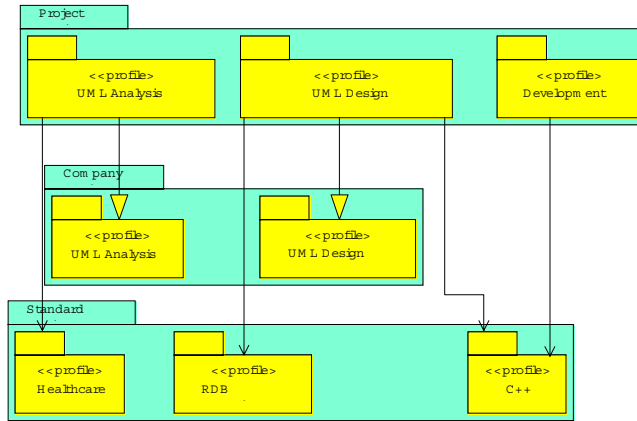 Project
<<profile>>
UML Analysis
<<profile>>
UML Design
<<profile>>
Development
Company
<<profile>>
UML Analysis
<<profile>>
UML Design
Standard
<<profile>>
Healthcare
<<profile>>
RDB
<<profile>>
C++